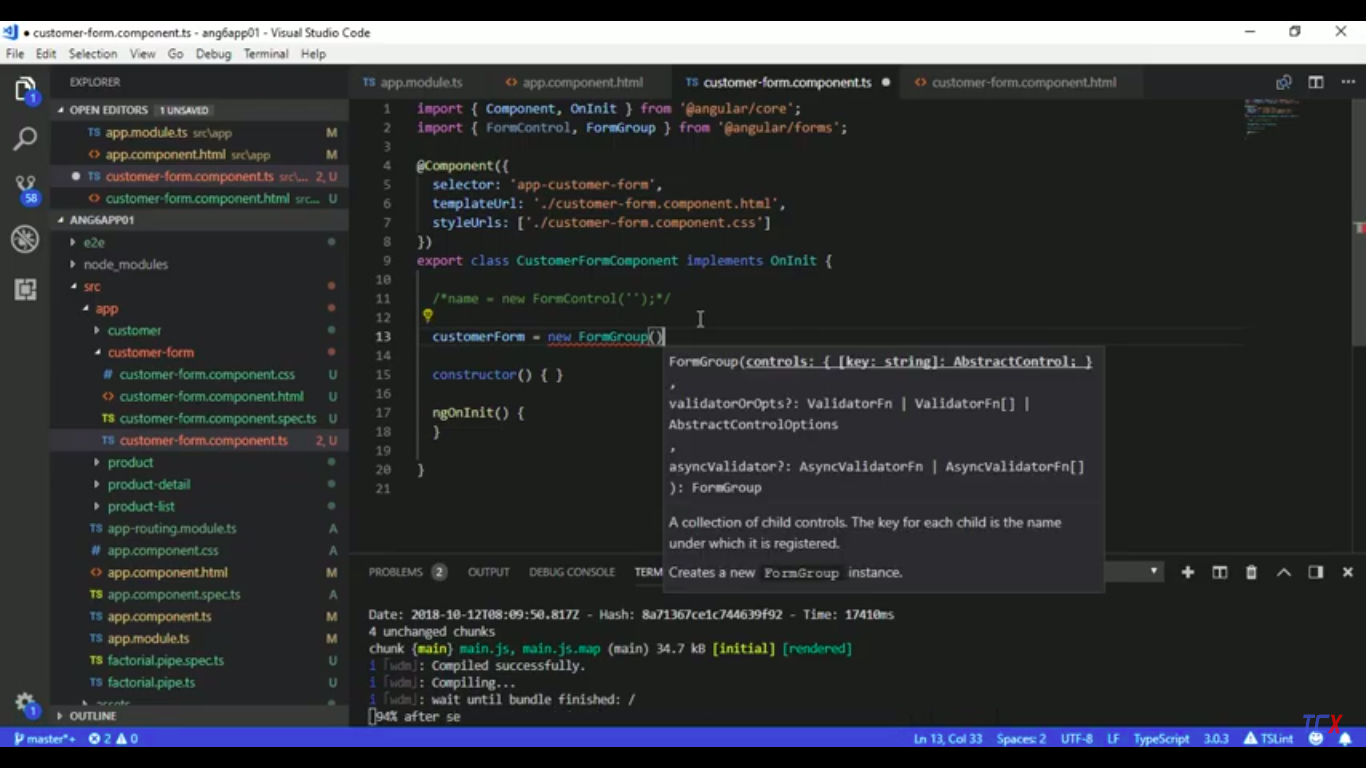 customer-form.component.ts - ang6app01 - Visual Studio Code
File Edit Selection View Go Debug Terminal Help
EXPLORER
OPEN EDITORS 1 UNSAVED
TS app.module.ts src\app M
<> app.component.html src\app M
● TS customer-form.component.ts src\... 2, U
<> customer-form.component.html src... U
ANG6APP01
e2e
node_modules
src
app
customer
customer-form
# customer-form.component.css U
<> customer-form.component.html U
TS customer-form.component.spec.ts U
TS customer-form.component.ts 2, U
product
product-detail
product-list
TS app-routing.module.ts A
# app.component.css A
<> app.component.html M
TS app.component.spec.ts A
TS app.component.ts M
TS app.module.ts M
TS factorial.pipe.spec.ts U
TS factorial.pipe.ts U
assets
OUTLINE
1
58
1
TS app.module.ts <> app.component.html TS customer-form.component.ts ● <> customer-form.component.html
1 import { Component, OnInit } from '@angular/core';
2 import { FormControl, FormGroup } from '@angular/forms';
3
4 @Component({
5 selector: 'app-customer-form',
6 templateUrl: './customer-form.component.html',
7 styleUrls: ['./customer-form.component.css']
8 })
9 export class CustomerFormComponent implements OnInit {
10
11 /*name = new FormControl('');*/
12
13 customerForm = new FormGroup()
14
15 constructor() { }
16
17 ngOnInit() {
18 }
19
20 }
21
FormGroup(controls: { [key: string]: AbstractControl; }
,
validatorOrOpts?: ValidatorFn | ValidatorFn[] |
AbstractControlOptions
,
asyncValidator?: AsyncValidatorFn | AsyncValidatorFn[]
): FormGroup
A collection of child controls. The key for each child is the name
under which it is registered.
Creates a new FormGroup instance.
PROBLEMS 2 OUTPUT DEBUG CONSOLE TERM
Date: 2018-10-12T08:09:50.817Z - Hash: 8a71367ce1c744639f92 - Time: 17410ms
4 unchanged chunks
chunk {main} main.js, main.js.map (main) 34.7 kB [initial] [rendered]
i ｢wdm｣: Compiled successfully.
i ｢wdm｣: Compiling...
i ｢wdm｣: wait until bundle finished: /
94% after se
TCX
master*+ 2 0 Ln 13, Col 33 Spaces: 2 UTF-8 LF TypeScript 3.0.3 TSLint